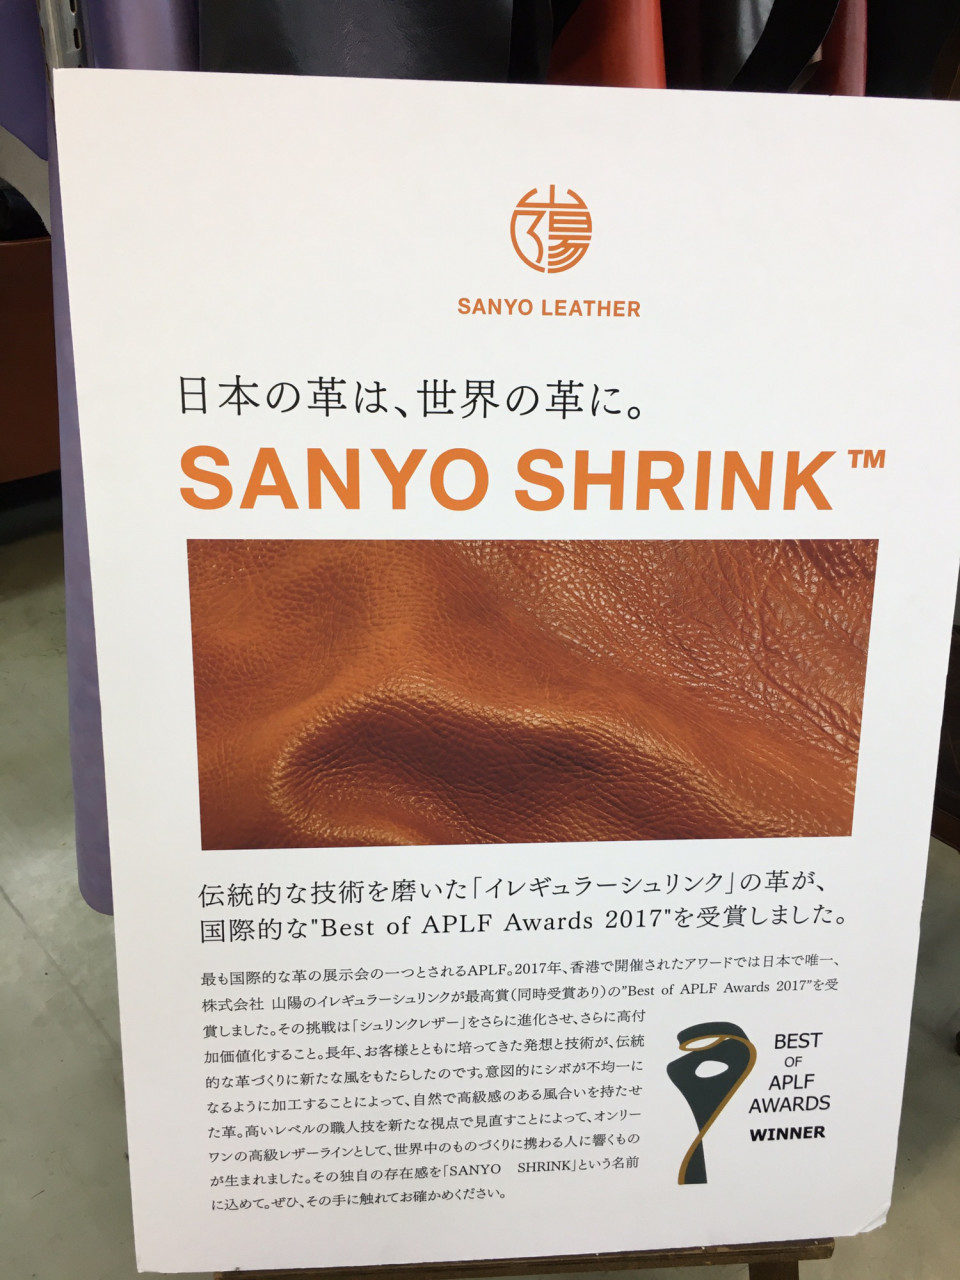 山陽
SANYO LEATHER
日本の革は、世界の革に。
SANYO SHRINK™
伝統的な技術を磨いた「イレギュラーシュリンク」の革が、
国際的な"Best of APLF Awards 2017"を受賞しました。
最も国際的な革の展示会の一つとされるAPLF。2017年、香港で開催されたアワードでは日本で唯一、
株式会社 山陽のイレギュラーシュリンクが最高賞（同時受賞あり）の"Best of APLF Awards 2017"を受
賞しました。その挑戦は「シュリンクレザー」をさらに進化させ、さらに高付
加価値化すること。長年、お客様とともに培ってきた発想と技術が、伝統
的な革づくりに新たな風をもたらしたのです。意図的にシボが不均一に
なるように加工することによって、自然で高級感のある風合いを持たせ
た革。高いレベルの職人技を新たな視点で見直すことによって、オンリー
ワンの高級レザーラインとして、世界中のものづくりに携わる人に響くもの
が生まれました。その独自の存在感を「SANYO　SHRINK」という名前
に込めて。ぜひ、その手に触れてお確かめください。
BEST
OF
APLF
AWARDS
WINNER